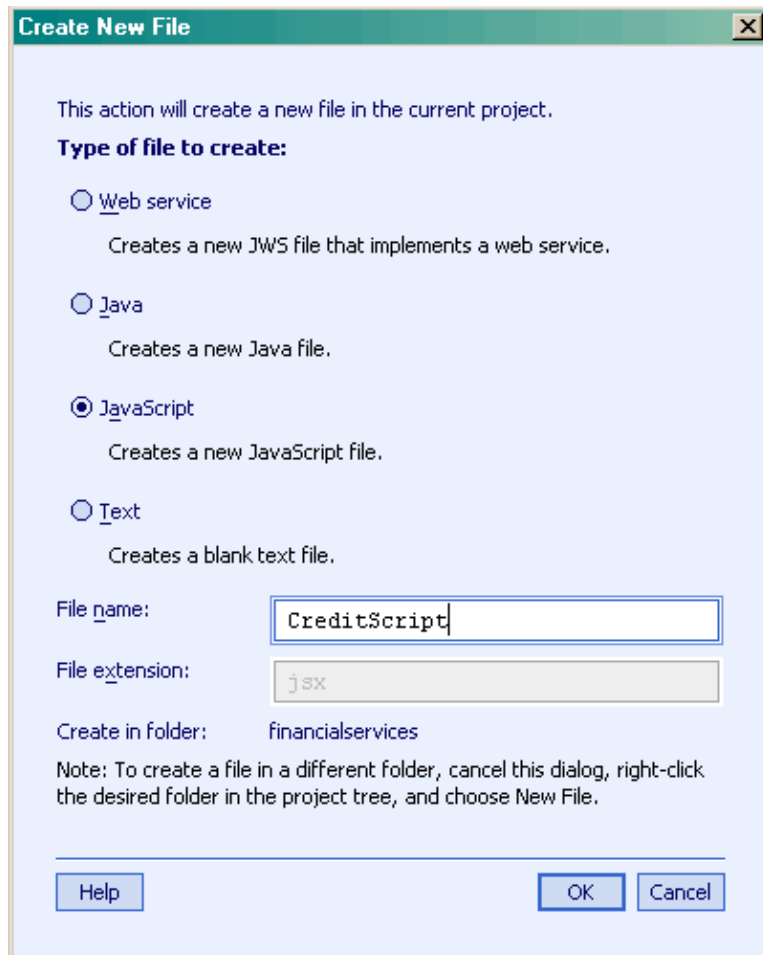 Create New File
This action will create a new file in the current project.
Type of file to create:
Web service
Creates a new JWS file that implements a web service.
Java
Creates a new Java file.
JavaScript
Creates a new JavaScript file.
Text
Creates a blank text file.
File name: CreditScript
File extension: jsx
Create in folder: financialservices
Note: To create a file in a different folder, cancel this dialog, right-click
the desired folder in the project tree, and choose New File.
Help OK Cancel